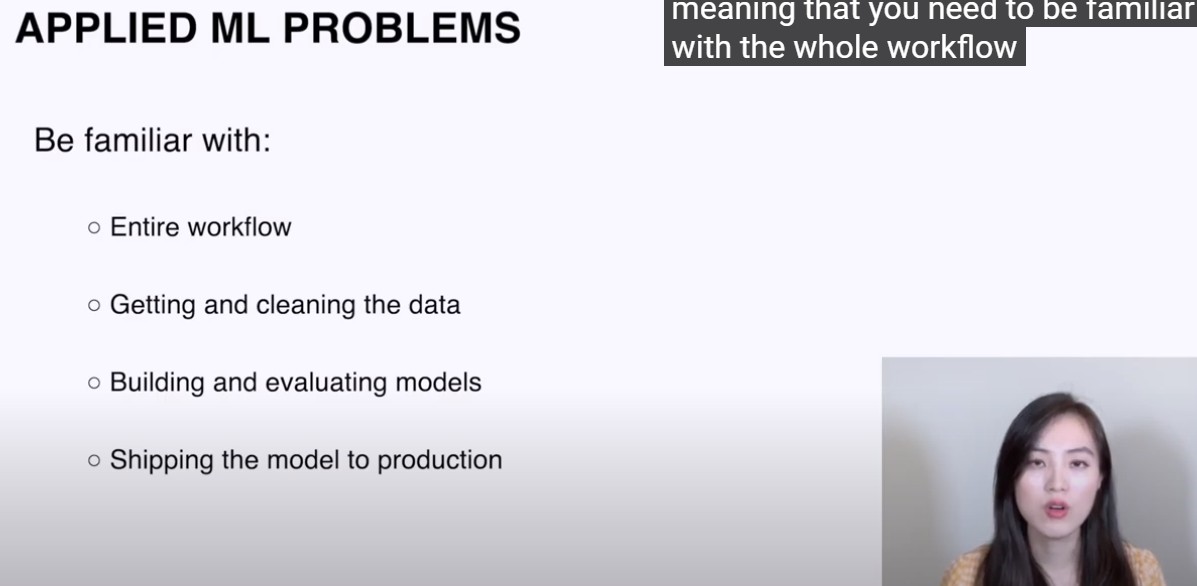 APPLIED ML PROBLEMS
meaning that you need to be familiar
with the whole workflow
Be familiar with:
○ Entire workflow
○ Getting and cleaning the data
○ Building and evaluating models
○ Shipping the model to production